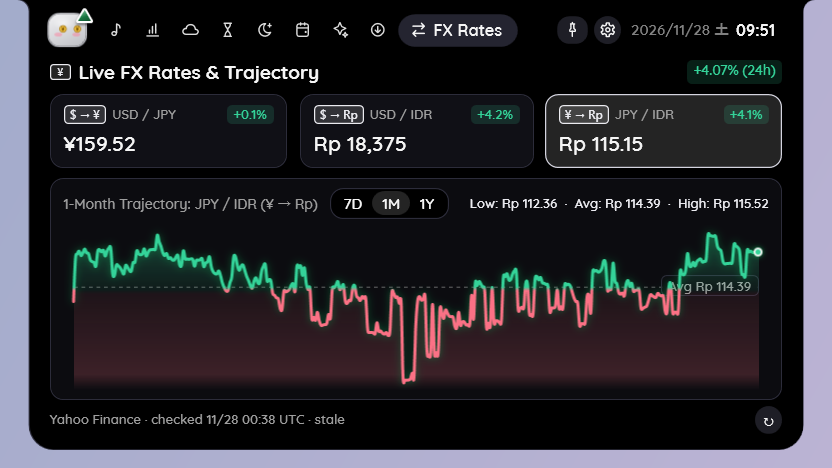 FX Rates
2026/11/28 土 09:51
¥ Live FX Rates & Trajectory
+4.07% (24h)
$→¥ USD / JPY +0.1%
¥159.52
$→Rp USD / IDR +4.2%
Rp 18,375
¥→Rp JPY / IDR +4.1%
Rp 115.15
1-Month Trajectory: JPY / IDR (¥ → Rp)
7D 1M 1Y
Low: Rp 112.36 · Avg: Rp 114.39 · High: Rp 115.52
Avg Rp 114.39
Yahoo Finance · checked 11/28 00:38 UTC · stale